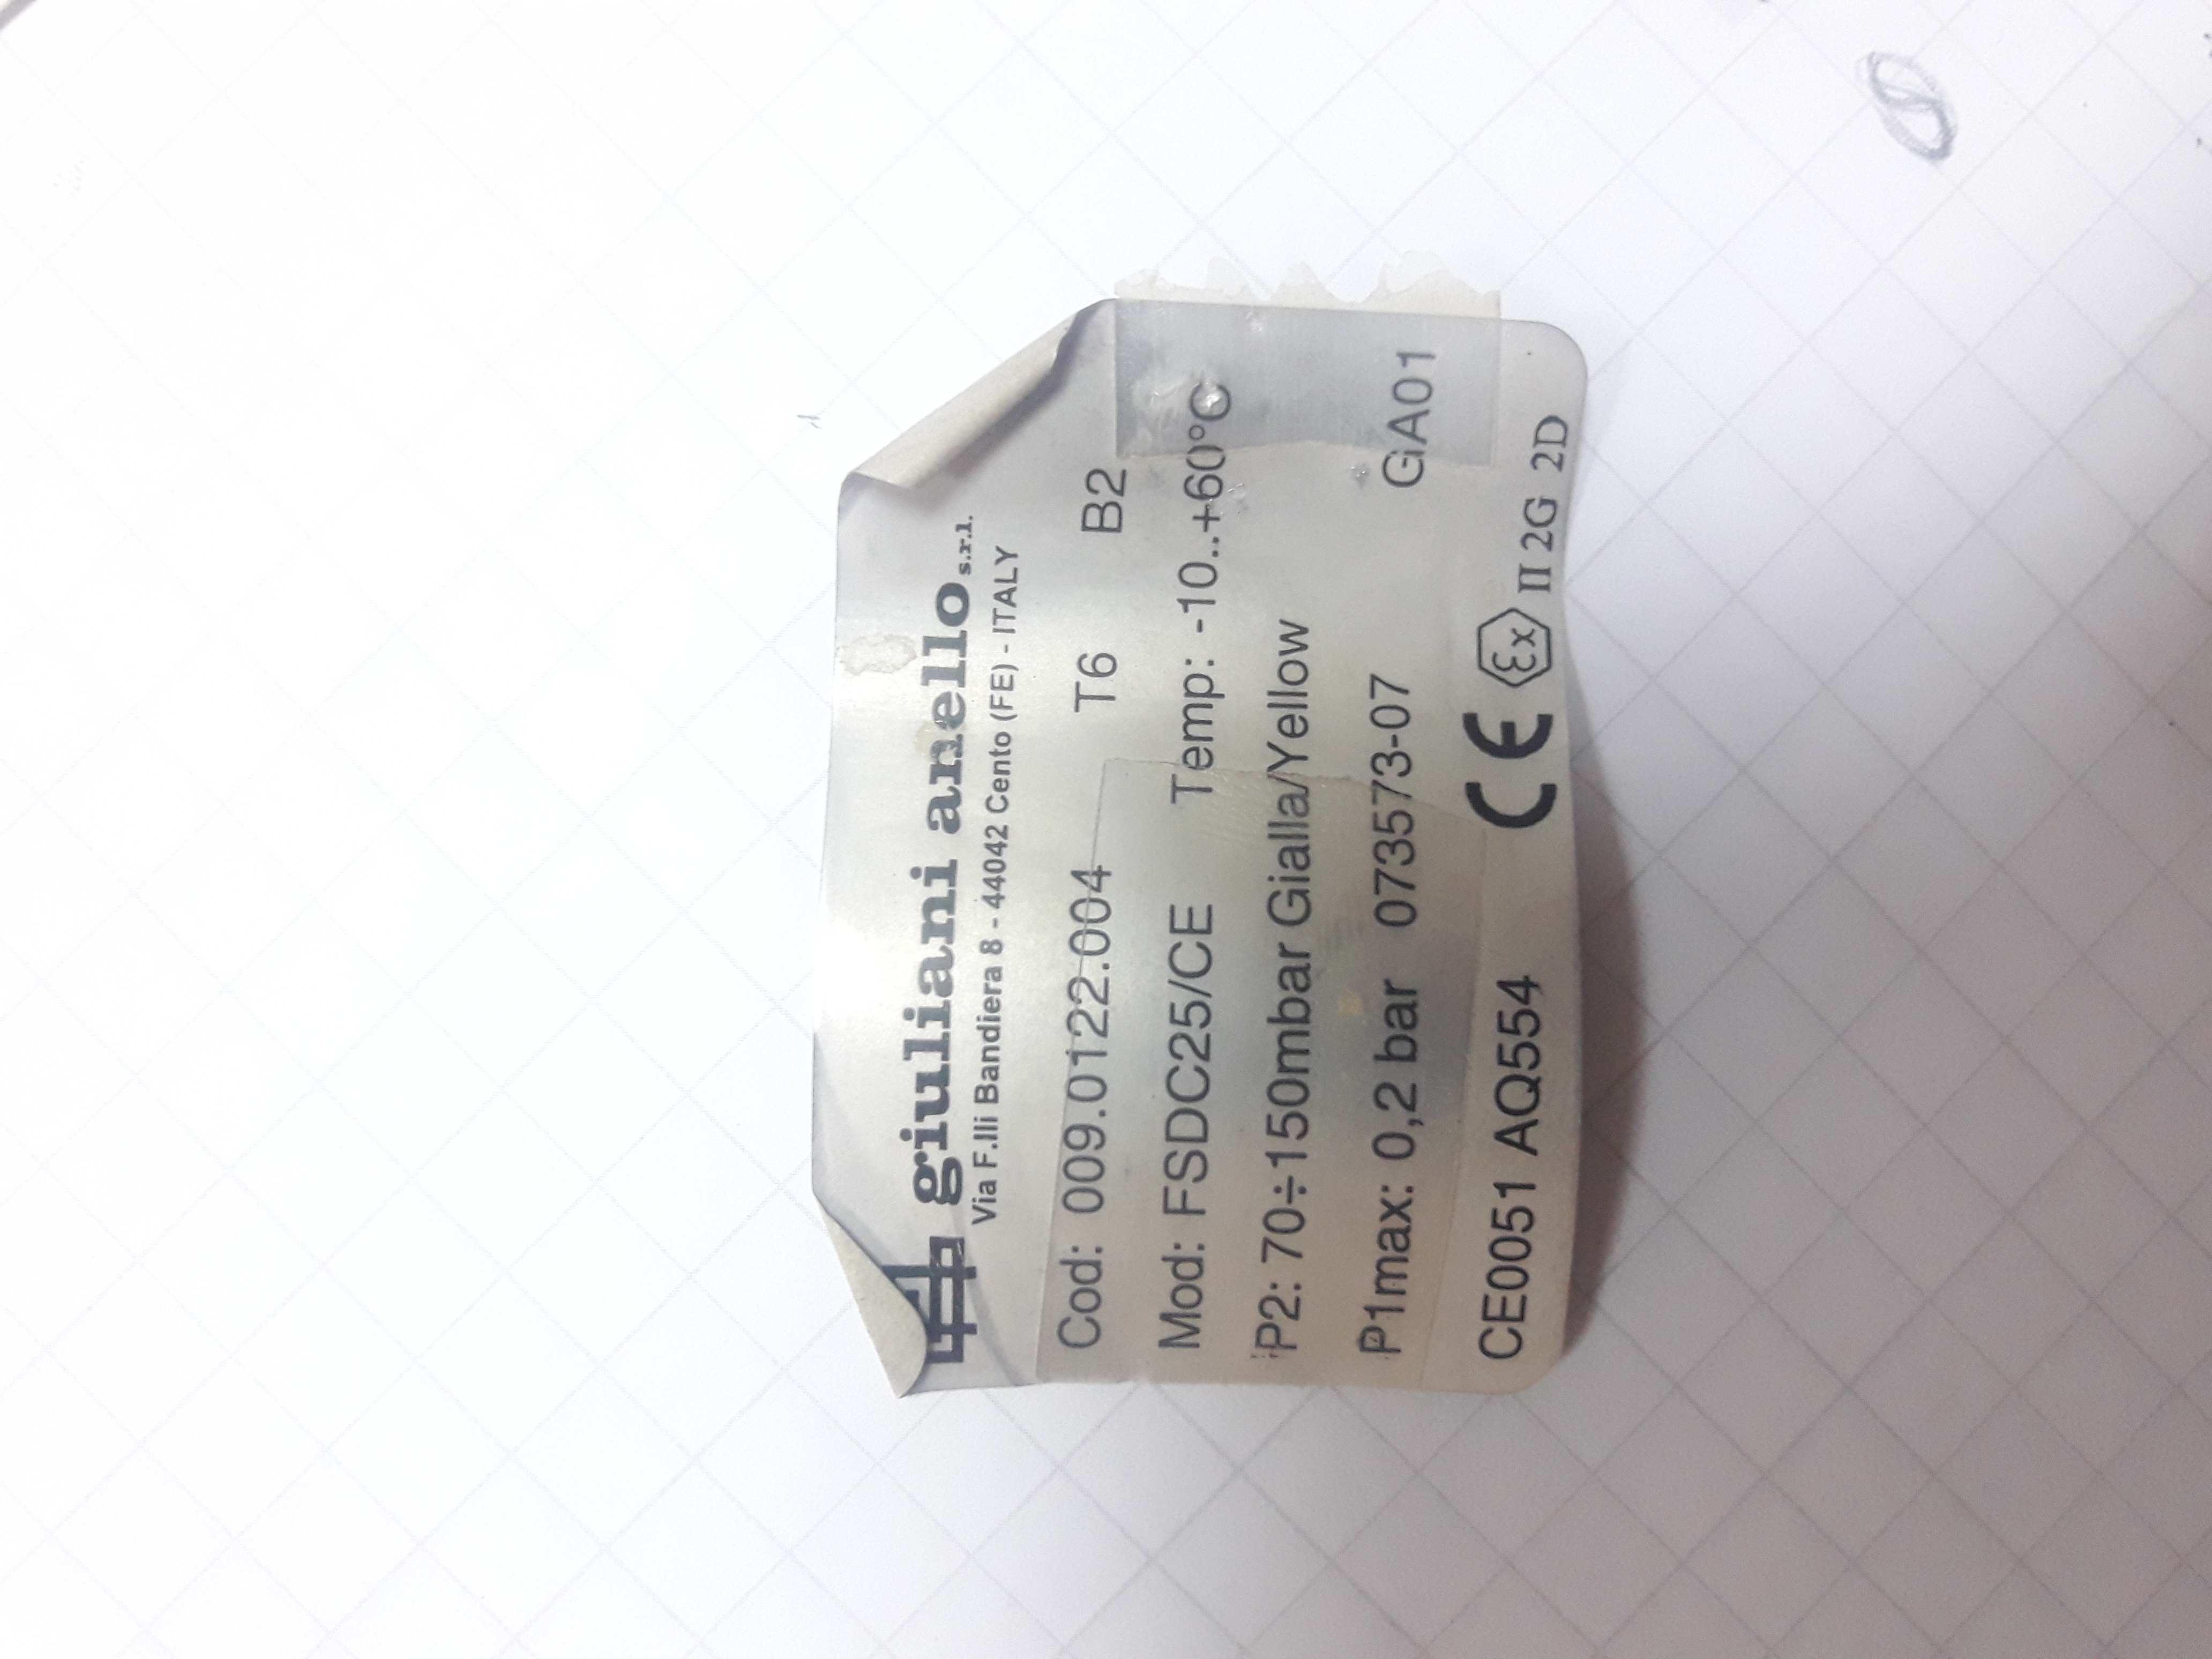 giuliani anello s.r.l.
Via F.lli Bandiera 8 - 44042 Cento (FE) - ITALY
Cod: 009.0122.004 T6 B2
Mod: FSDC25/CE Temp: -10..+60°C
P2: 70÷150mbar Gialla/Yellow
P1max: 0,2 bar 073573-07 GiA01
CE0051 AQ554 CE Ex II 2G 2D